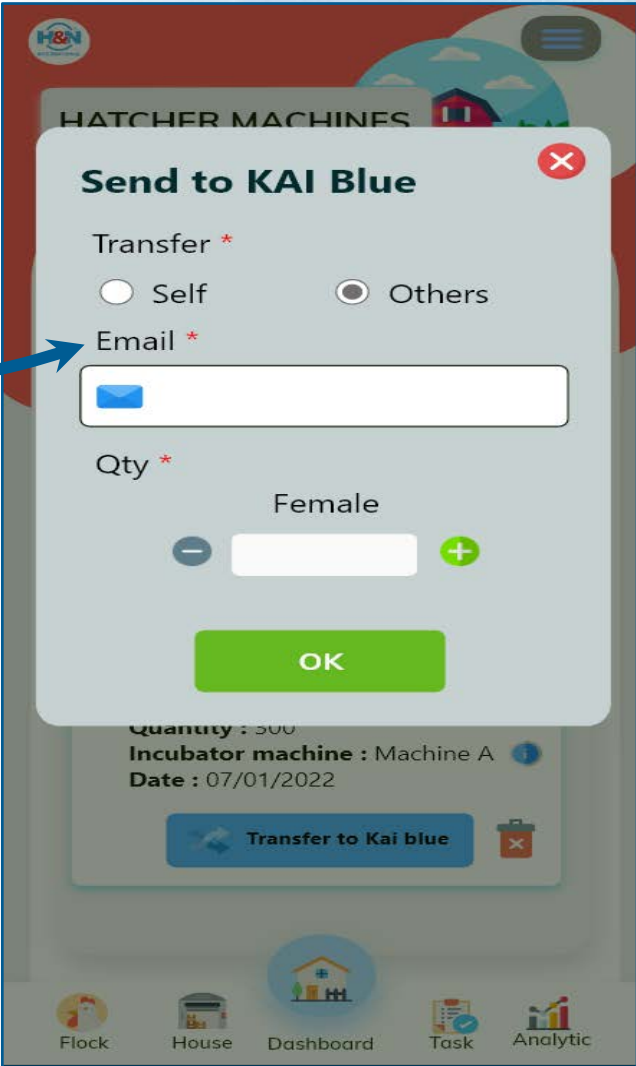 H&N
HATCHER MACHINES
Send to KAI Blue
Transfer *
Self Others
Email *
Qty *
Female
OK
Quantity : 300
Incubator machine : Machine A
Date : 07/01/2022
Transfer to Kai blue
Flock House Dashboard Task Analytic